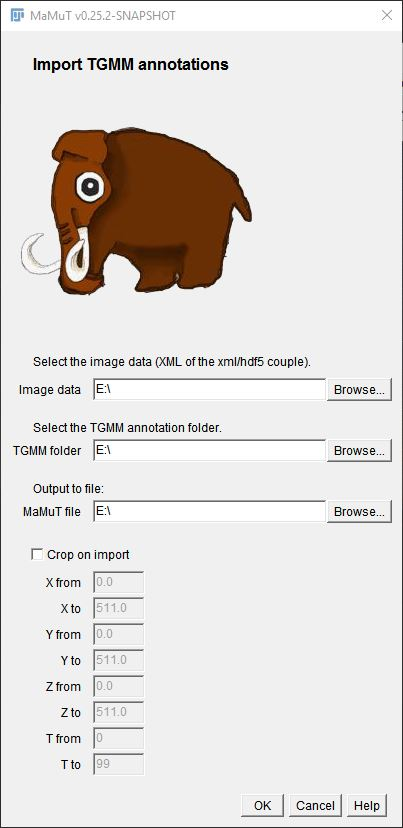 MaMuT v0.25.2-SNAPSHOT
Import TGMM annotations
Select the image data (XML of the xml/hdf5 couple).
Image data E:\ Browse...
Select the TGMM annotation folder.
TGMM folder E:\ Browse...
Output to file:
MaMuT file E:\ Browse...
Crop on import
X from 0.0
X to 511.0
Y from 0.0
Y to 511.0
Z from 0.0
Z to 511.0
T from 0
T to 99
OK Cancel Help